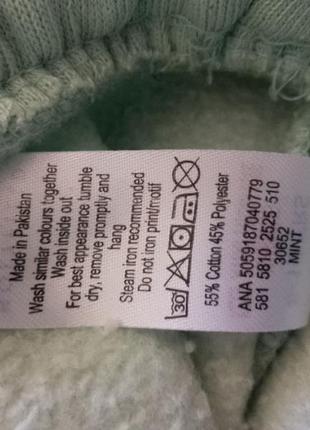 Made in Pakistan
Wash similar colours together
Wash inside out
For best appearance tumble
dry, remove promptly and
hang
Steam iron recommended
Do not iron print/motif
30
55% Cotton 45% Polyester
ANA 5059187040779
581 5810 2525 510
30652
MINT